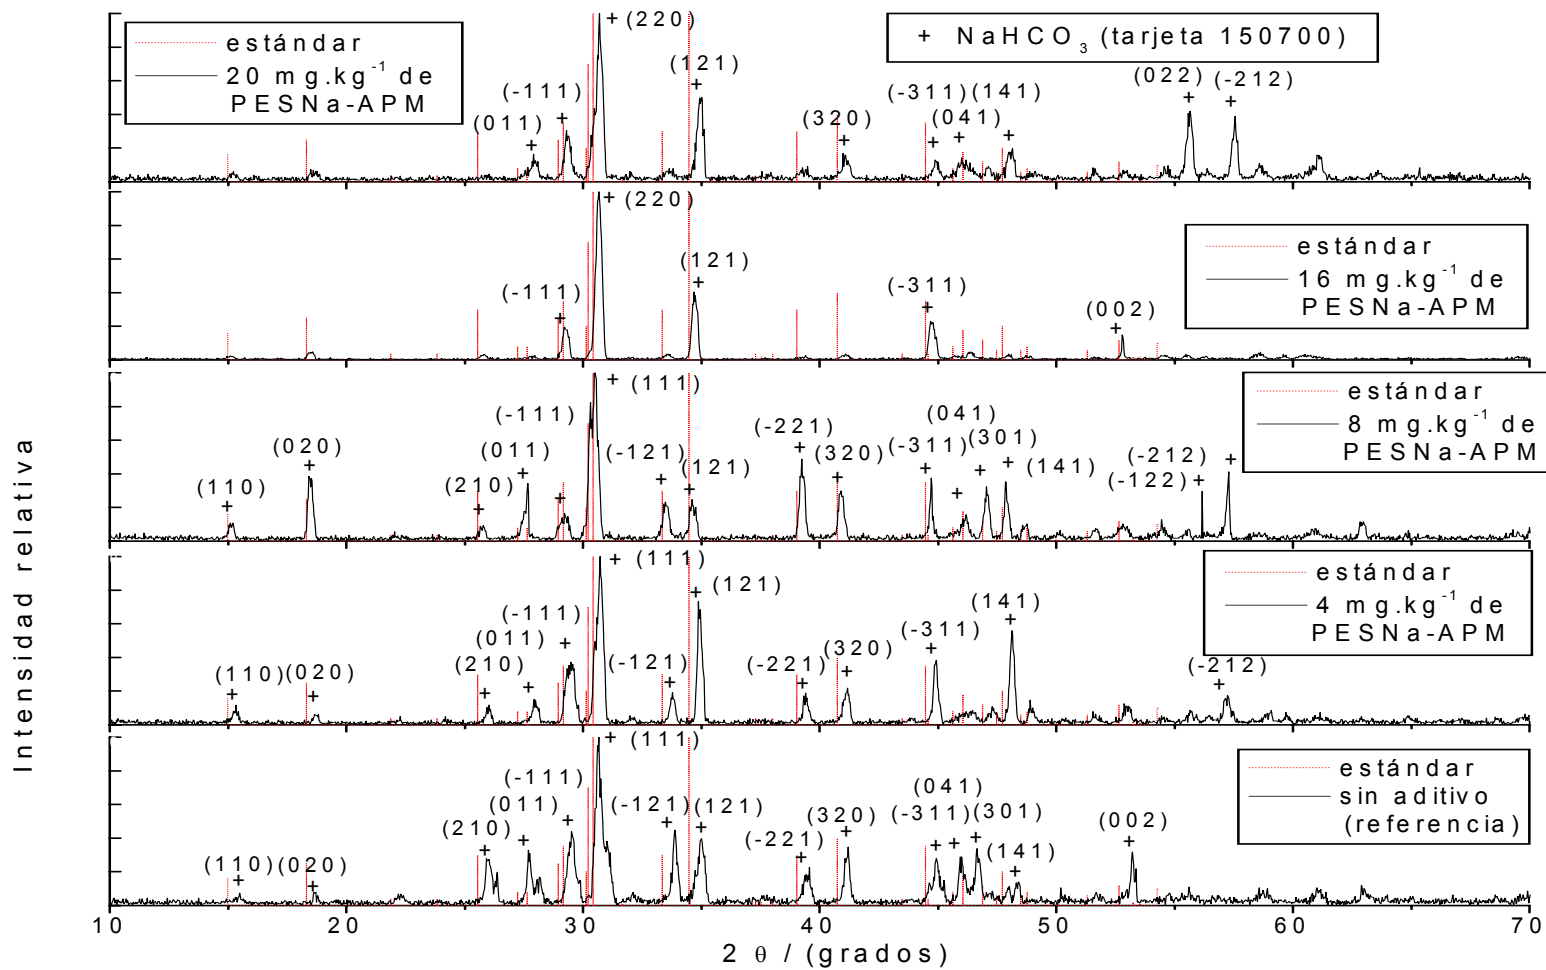 estándar
20 mg.kg⁻¹ de
PESNa-APM
+ NaHCO₃ (tarjeta 150700)
(011)
(-111)
+ (220)
(121)
(320)
(-311) (141)
(041)
(022) (-212)
estándar
16 mg.kg⁻¹ de
PESNa-APM
(-111)
+ (220)
(121)
(-311)
(002)
estándar
8 mg.kg⁻¹ de
PESNa-APM
(110)
(020)
(210)
(011)
(-111)
+ (111)
(-121)
(121)
(-221)
(320)
(-311)
(041)
(301)
(141)
(-212)
(-122)
estándar
4 mg.kg⁻¹ de
PESNa-APM
(110)
(020)
(210)
(011)
(-111)
+ (111)
(-121)
(121)
(-221)
(320)
(-311)
(141)
(-212)
estándar
sin aditivo
(referencia)
(110)
(020)
(210)
(011)
(-111)
+ (111)
(-121)
(121)
(-221)
(320)
(041)
(-311) (301)
(141)
(002)
10 20 30 40 50 60 70
2 θ / (grados)
Intensidad relativa